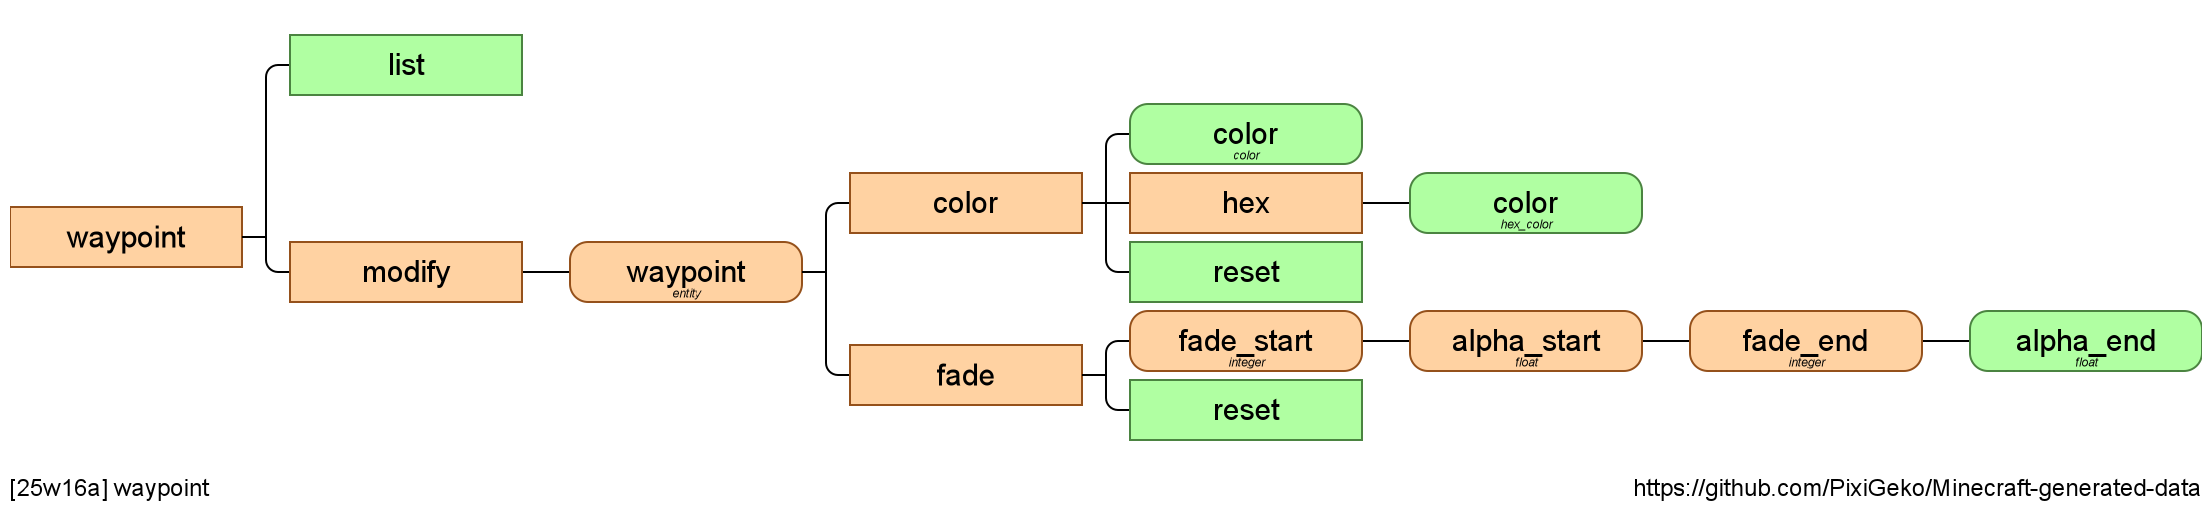 list
color
color
waypoint
modify
waypoint
entity
color
hex
color
hex_color
reset
fade
fade_start
integer
alpha_start
float
fade_end
integer
alpha_end
float
reset
[25w16a] waypoint
https://github.com/PixiGeko/Minecraft-generated-data